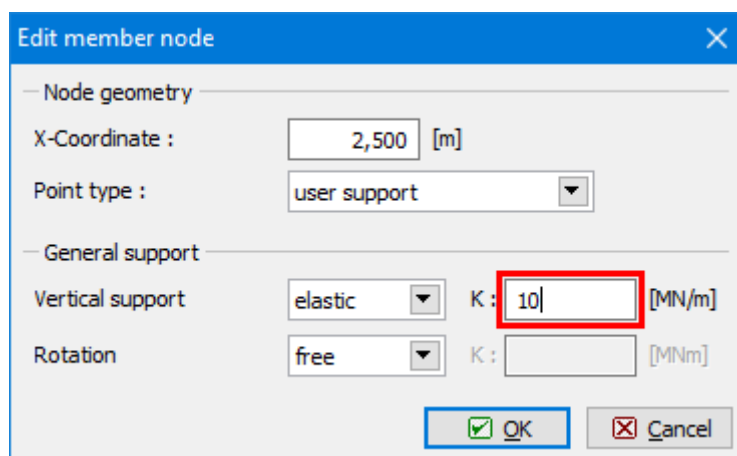 Edit member node
Node geometry
X-Coordinate : 2,500 [m]
Point type : user support
General support
Vertical support elastic K : 10 [MN/m]
Rotation free K : [MNm]
OK Cancel